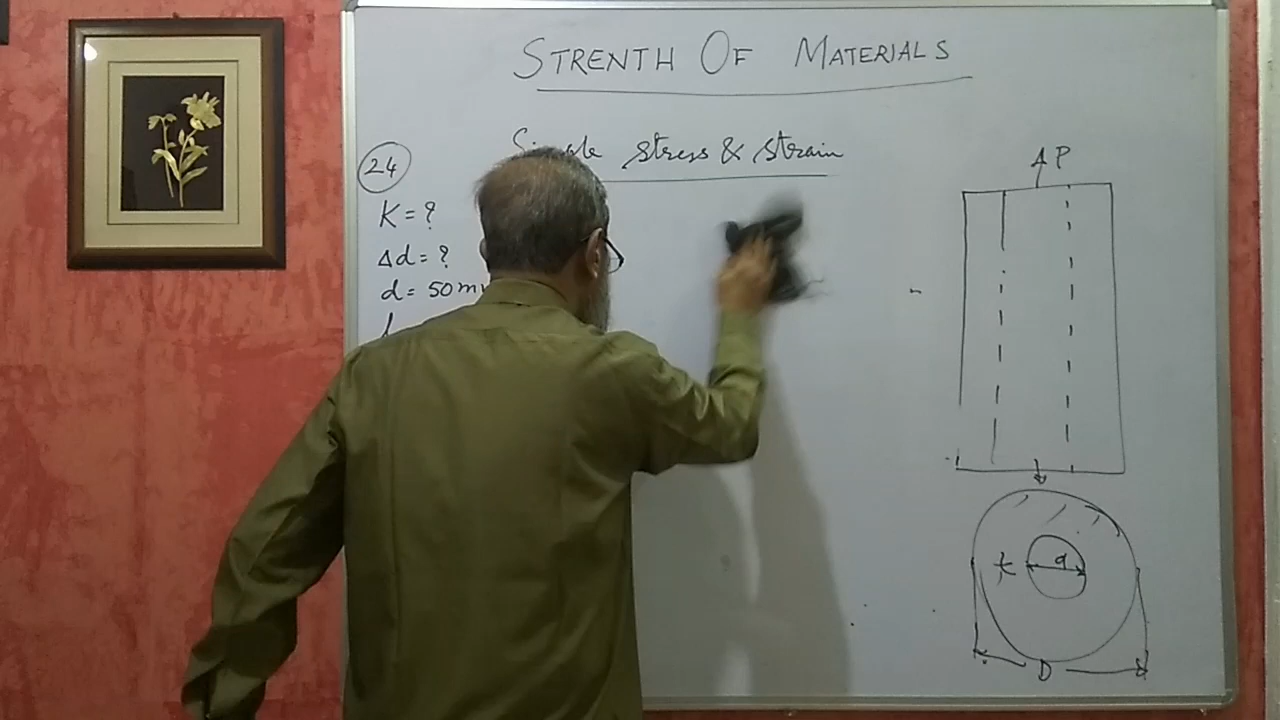 STRENTH OF MATERIALS
stress & strain
24
K = ?
Δd = ?
d = 50
P
t
d
D